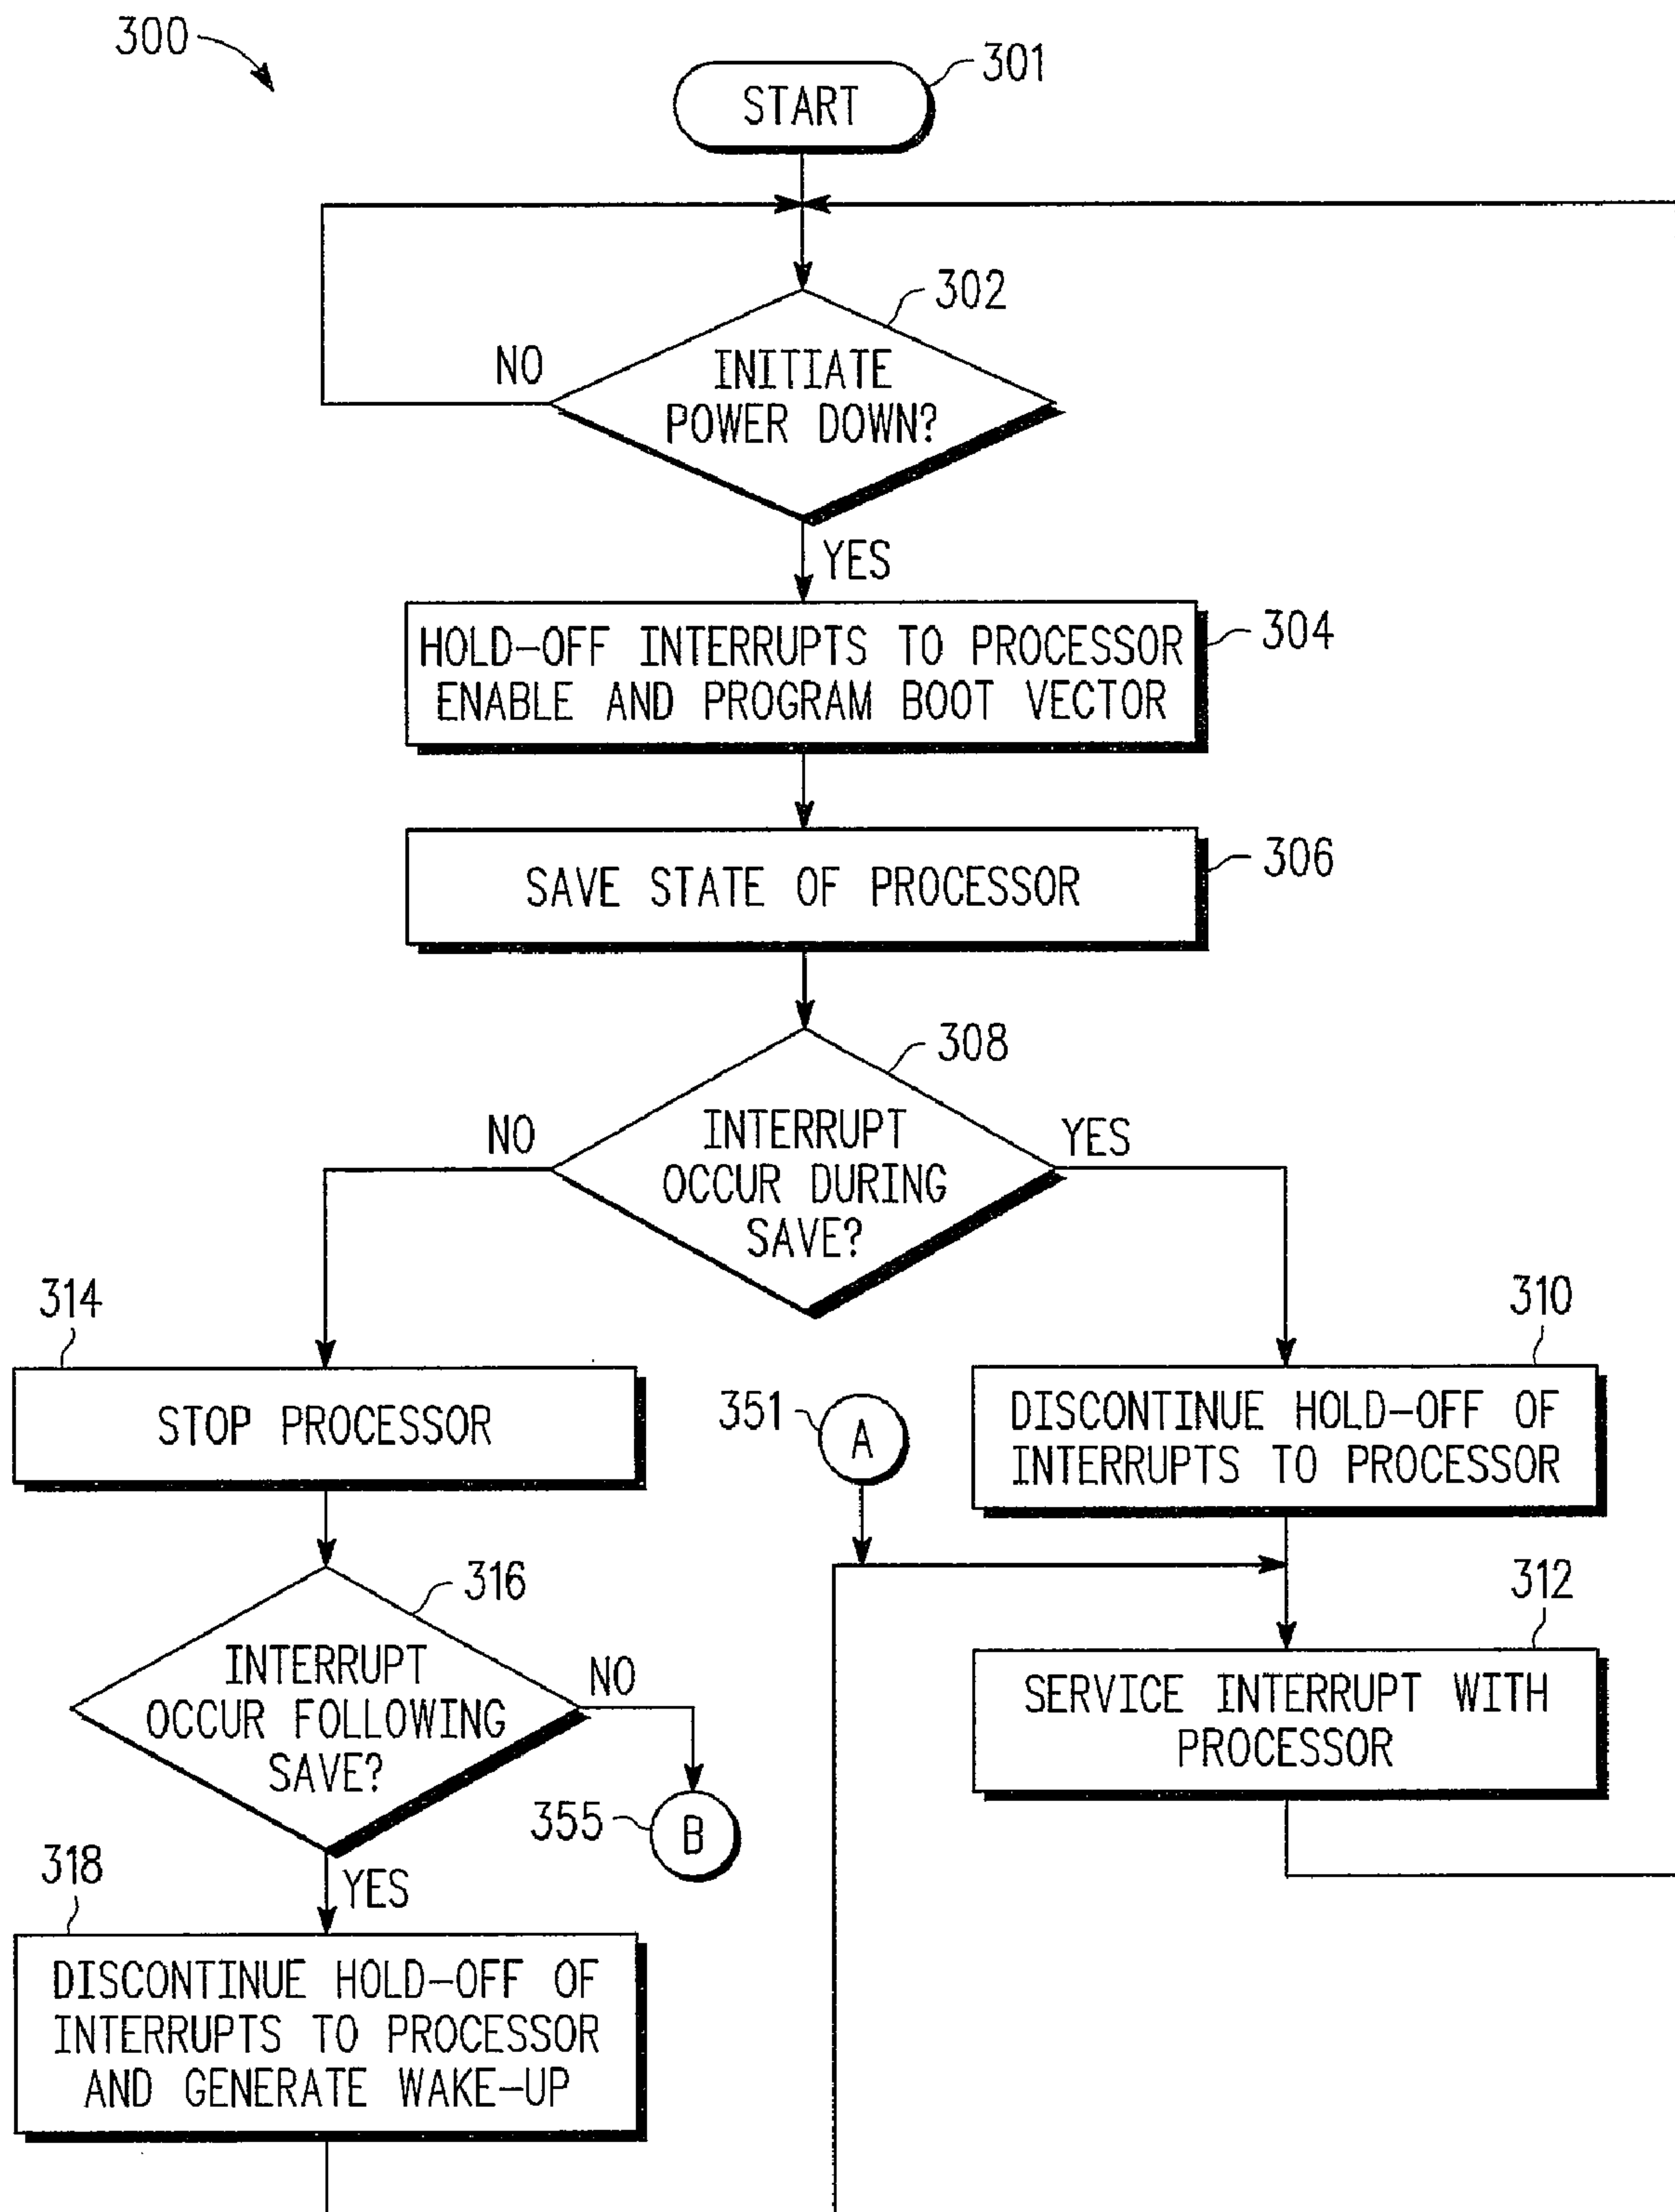 300
START
301
302
INITIATE
POWER DOWN?
NO
YES
HOLD-OFF INTERRUPTS TO PROCESSOR
ENABLE AND PROGRAM BOOT VECTOR
304
SAVE STATE OF PROCESSOR
306
308
INTERRUPT
OCCUR DURING
SAVE?
NO
YES
314
STOP PROCESSOR
351
A
310
DISCONTINUE HOLD-OFF OF
INTERRUPTS TO PROCESSOR
316
INTERRUPT
OCCUR FOLLOWING
SAVE?
NO
355
B
312
SERVICE INTERRUPT WITH
PROCESSOR
318
YES
DISCONTINUE HOLD-OFF OF
INTERRUPTS TO PROCESSOR
AND GENERATE WAKE-UP